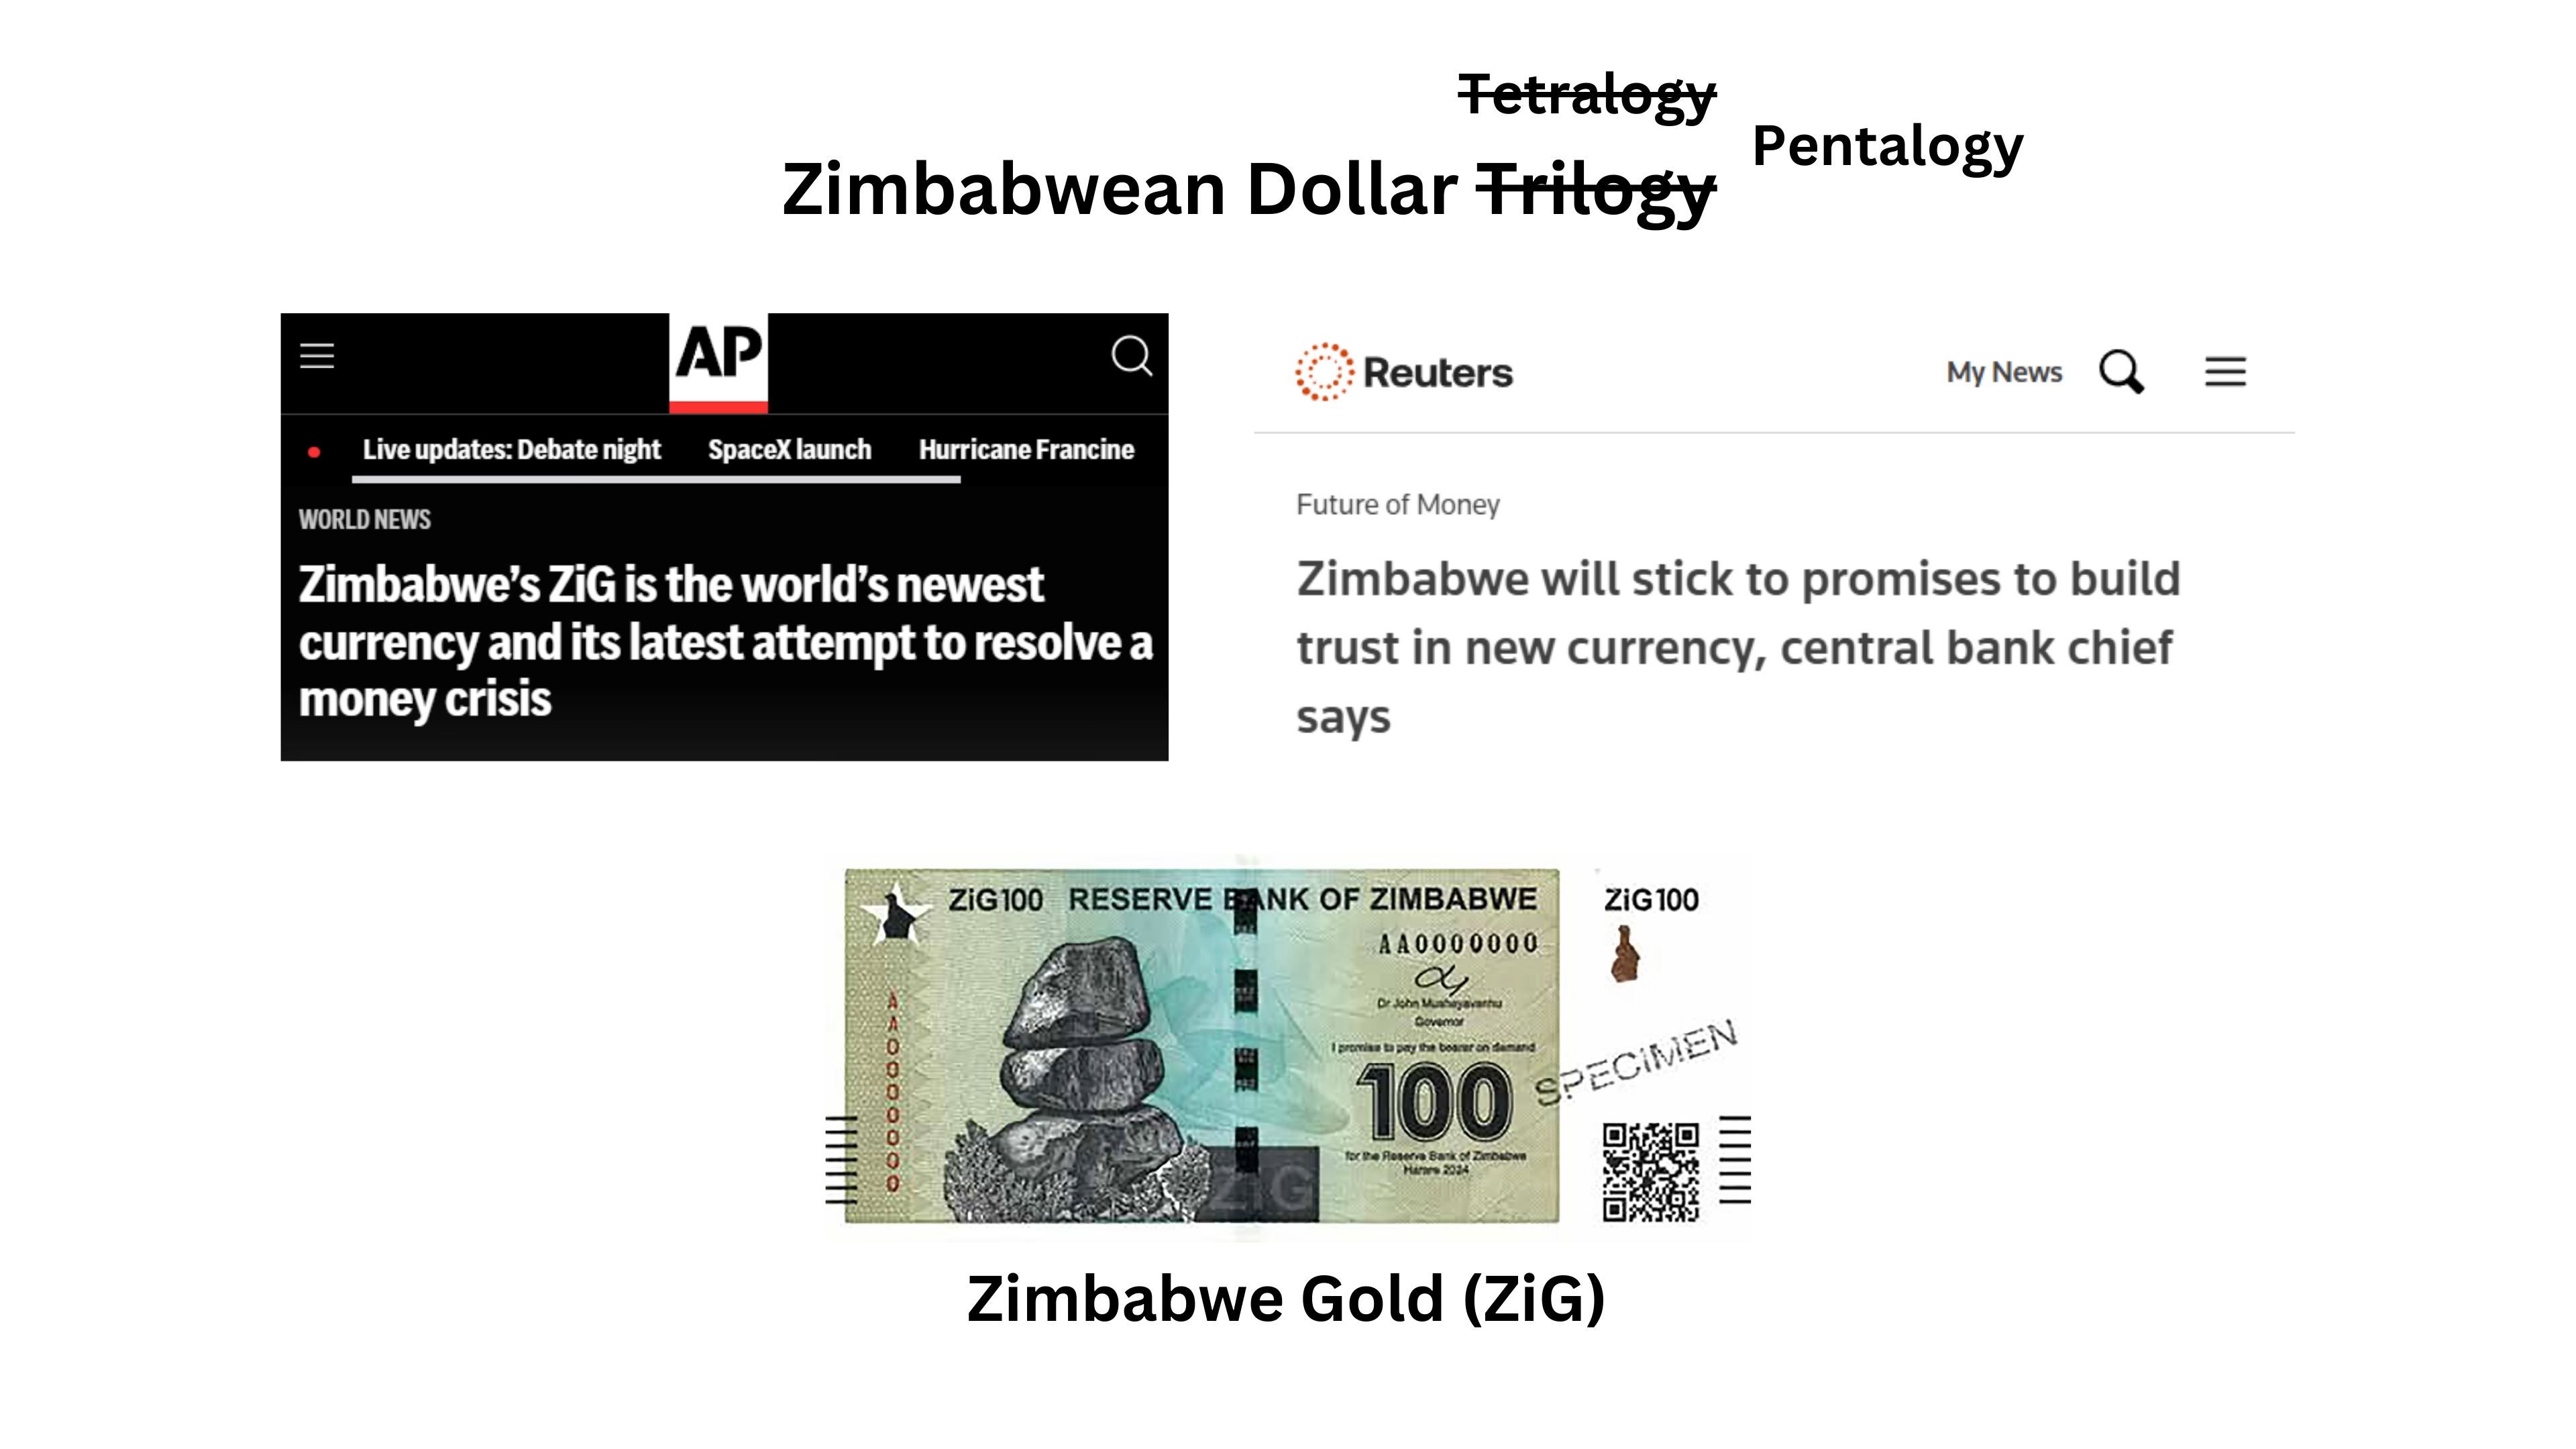 Tetralogy
Pentalogy
Zimbabwean Dollar Trilogy
AP
Live updates: Debate night SpaceX launch Hurricane Francine
WORLD NEWS
Zimbabwe's ZiG is the world's newest
currency and its latest attempt to resolve a
money crisis
Reuters
My News
Future of Money
Zimbabwe will stick to promises to build
trust in new currency, central bank chief
says
ZiG100 RESERVE BANK OF ZIMBABWE
AA0000000
Dr John Mushayavanhu
Governor
I promise to pay the bearer on demand
100
for the Reserve Bank of Zimbabwe
Harare 2024
AA0000000
ZiG
ZiG100
SPECIMEN
Zimbabwe Gold (ZiG)